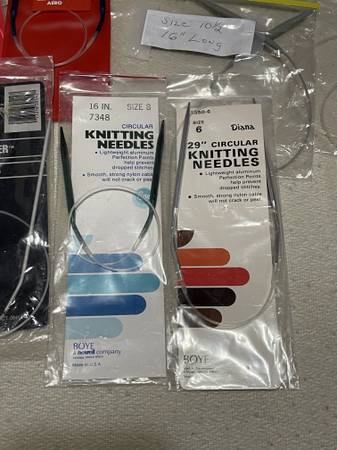 AERO
SIZE 10½
16" Long
16 IN. SIZE 8
7348
CIRCULAR
KNITTING
NEEDLES
• Lightweight aluminum
Perfection Points
help prevent
dropped stitches.
• Smooth, strong nylon cable
will not crack or peel.
BOYE
company
Made in U.S.A.
SIZE
6 Diana
29" CIRCULAR
KNITTING
NEEDLES
• Lightweight aluminum
Perfection Points
help prevent
dropped stitches.
• Smooth, strong nylon cable
will not crack or peel.
BOYE